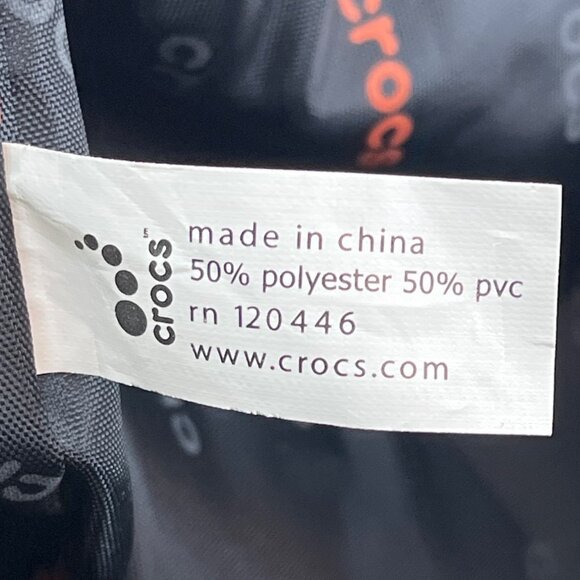 crocs
crocs
made in china
50% polyester 50% pvc
rn 120446
www.crocs.com